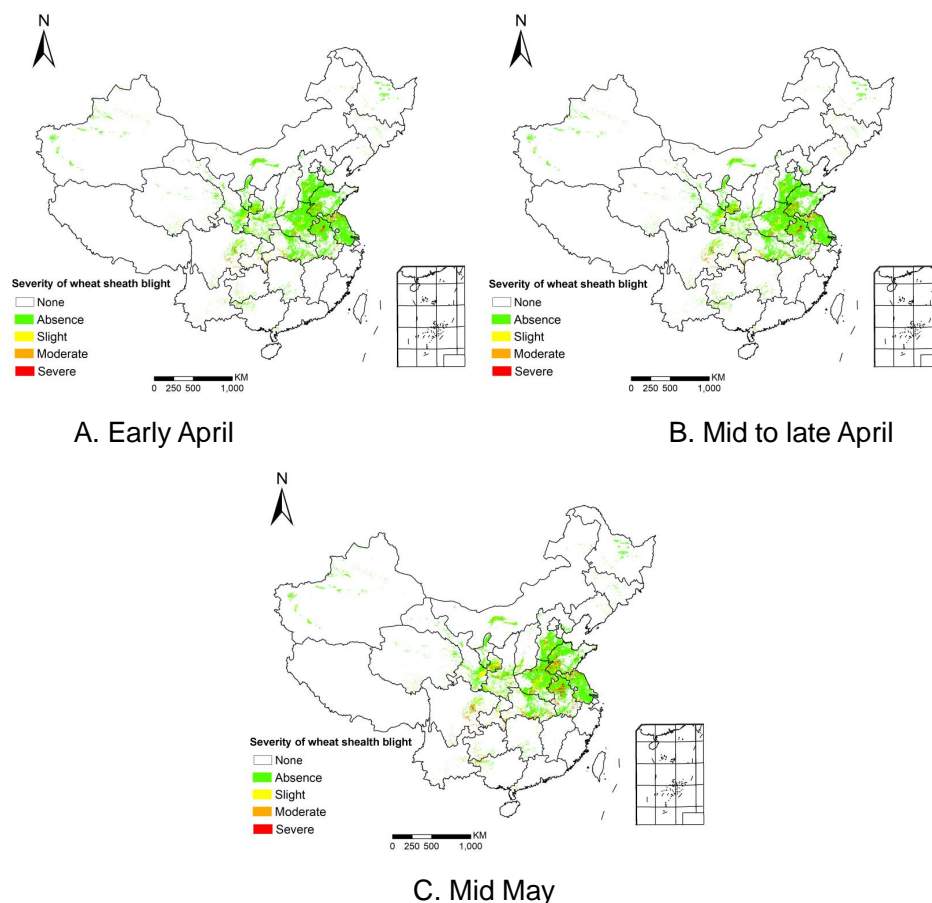 N
Severity of wheat sheath blight
None
Absence
Slight
Moderate
Severe
KM
0 250 500 1,000
A. Early April
N
Severity of wheat sheath blight
None
Absence
Slight
Moderate
Severe
KM
0 250 500 1,000
B. Mid to late April
N
Severity of wheat shealth blight
None
Absence
Slight
Moderate
Severe
KM
0 250 500 1,000
C. Mid May